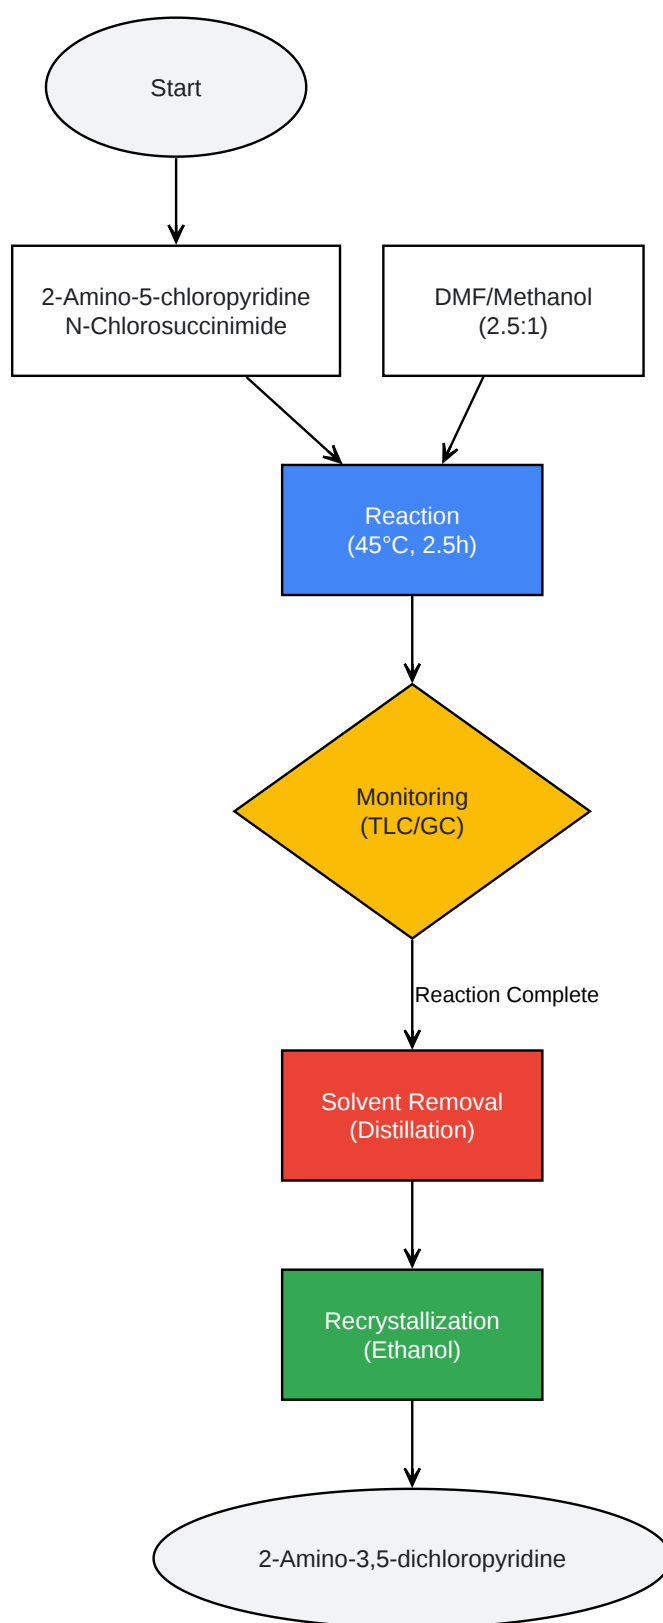 Start
2-Amino-5-chloropyridine
N-Chlorosuccinimide
DMF/Methanol
(2.5:1)
Reaction
(45°C, 2.5h)
Monitoring
(TLC/GC)
Reaction Complete
Solvent Removal
(Distillation)
Recrystallization
(Ethanol)
2-Amino-3,5-dichloropyridine